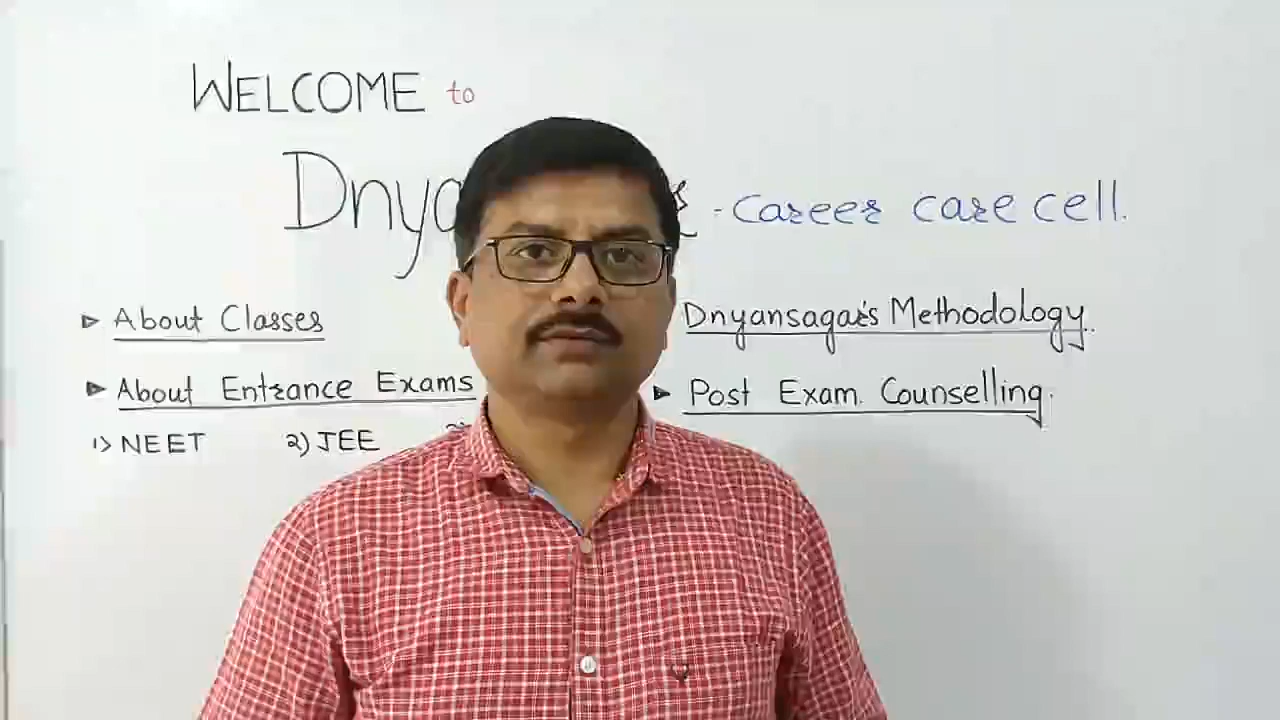 WELCOME to
Dnya - Career care cell.
About Classes
About Entrance Exams
1) NEET 2) JEE
Dnyansagar's Methodology.
Post Exam. Counselling.